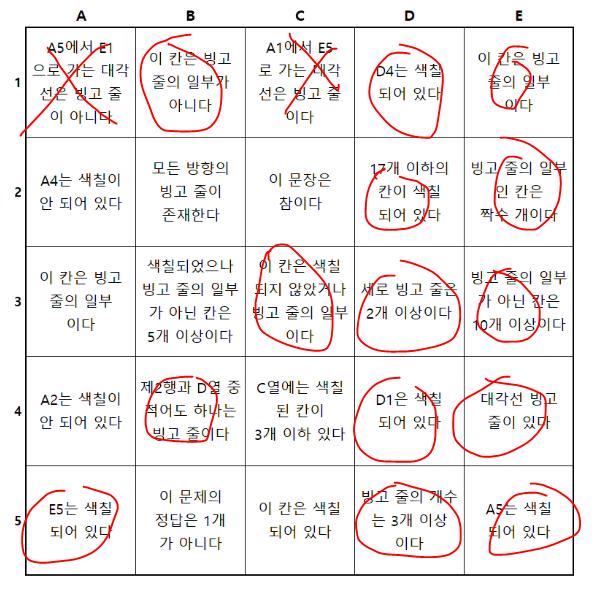 A B C D E
1
A5에서 E1
으로 가는 대각
선은 빙고 줄
이 아니다
이 칸은 빙고
줄의 일부가
아니다
A1에서 E5
로 가는 대각
선은 빙고 줄
이다
D4는 색칠
되어 있다
이 칸은 빙고
줄의 일부
이다
2
A4는 색칠이
안 되어 있다
모든 방향의
빙고 줄이
존재한다
이 문장은
참이다
17개 이하의
칸이 색칠
되어 있다
빙고 줄의 일부
인 칸은
짝수 개이다
3
이 칸은 빙고
줄의 일부
이다
색칠되었으나
빙고 줄의 일부
가 아닌 칸은
5개 이상이다
이 칸은 색칠
되지 않았거나
빙고 줄의 일부
이다
세로 빙고 줄은
2개 이상이다
빙고 줄의 일부
가 아닌 칸은
10개 이상이다
4
A2는 색칠이
안 되어 있다
제2행과 D열 중
적어도 하나는
빙고 줄이다
C열에는 색칠
된 칸이
3개 이하 있다
D1은 색칠
되어 있다
대각선 빙고
줄이 있다
5
E5는 색칠
되어 있다
이 문제의
정답은 1개
가 아니다
이 칸은 색칠
되어 있다
빙고 줄의 개수
는 3개 이상
이다
A5는 색칠
되어 있다